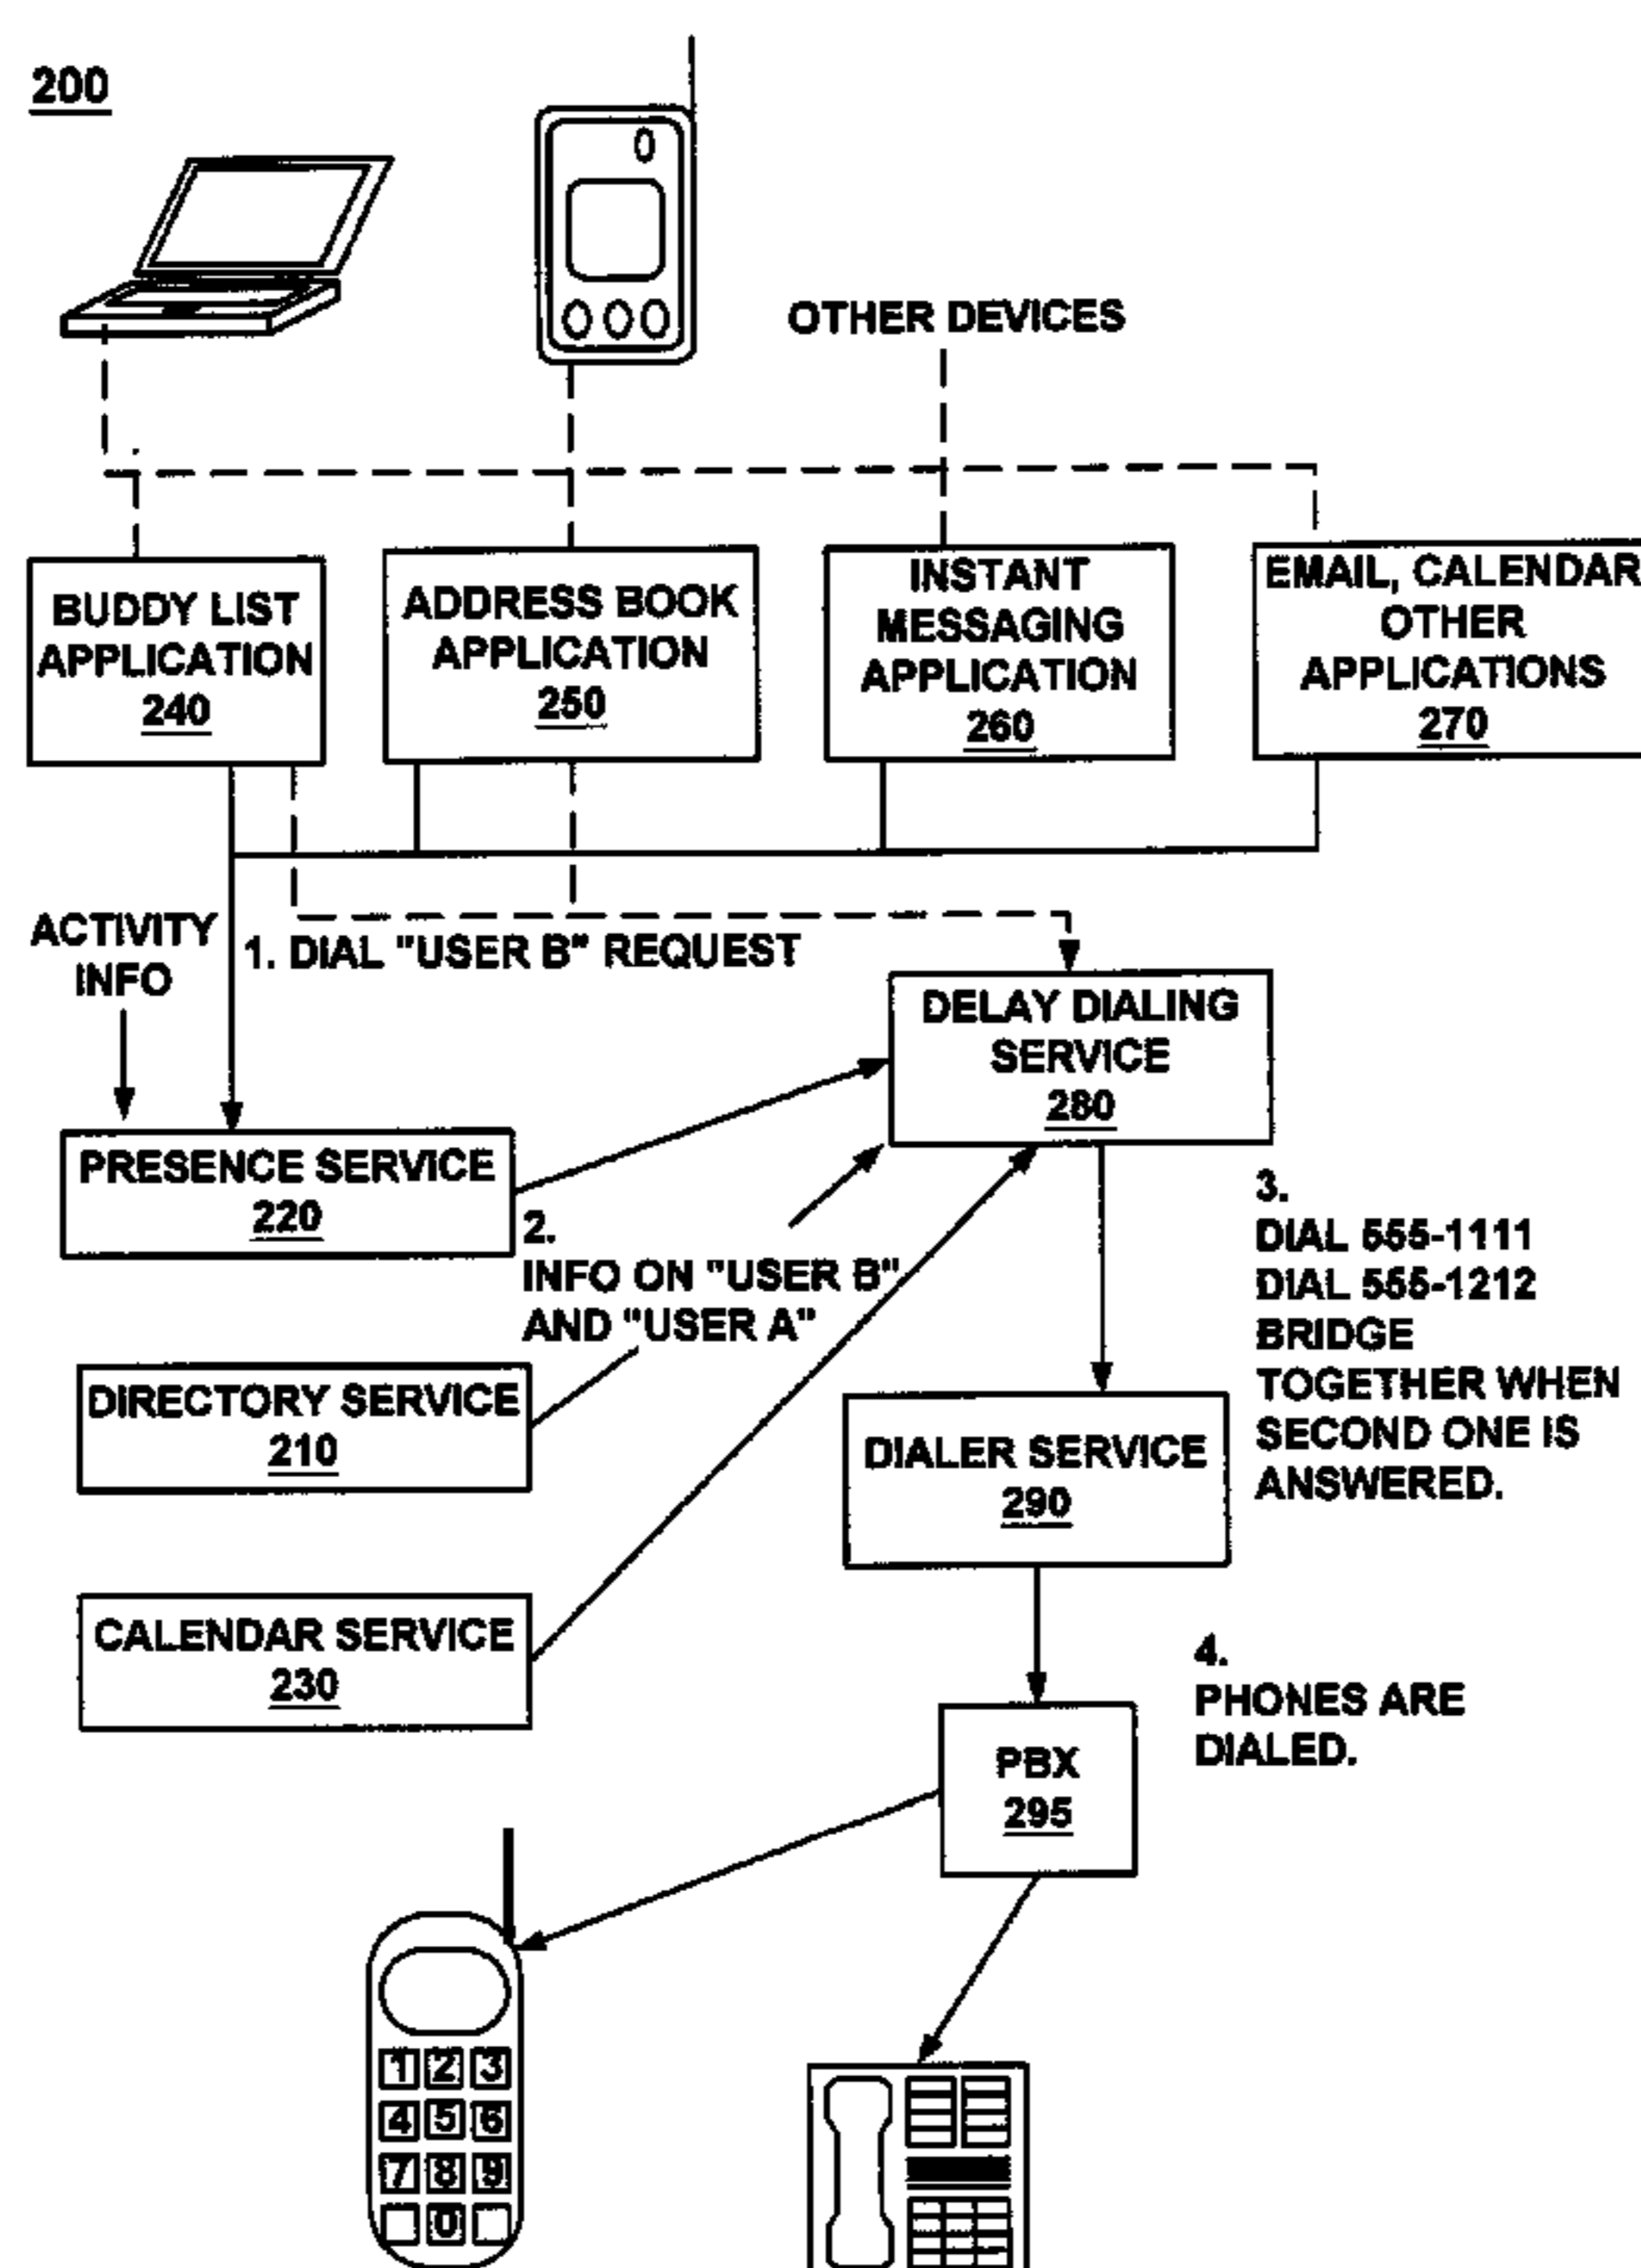 200
OTHER DEVICES
BUDDY LIST
APPLICATION
240
ADDRESS BOOK
APPLICATION
250
INSTANT
MESSAGING
APPLICATION
260
EMAIL, CALENDAR
OTHER
APPLICATIONS
270
ACTIVITY
INFO
1. DIAL "USER B" REQUEST
DELAY DIALING
SERVICE
280
PRESENCE SERVICE
220
2.
INFO ON "USER B"
AND "USER A"
3.
DIAL 555-1111
DIAL 555-1212
BRIDGE
TOGETHER WHEN
SECOND ONE IS
ANSWERED.
DIRECTORY SERVICE
210
DIALER SERVICE
290
CALENDAR SERVICE
230
4.
PHONES ARE
DIALED.
PBX
295
1 2 3
4 5 6
7 8 9
0